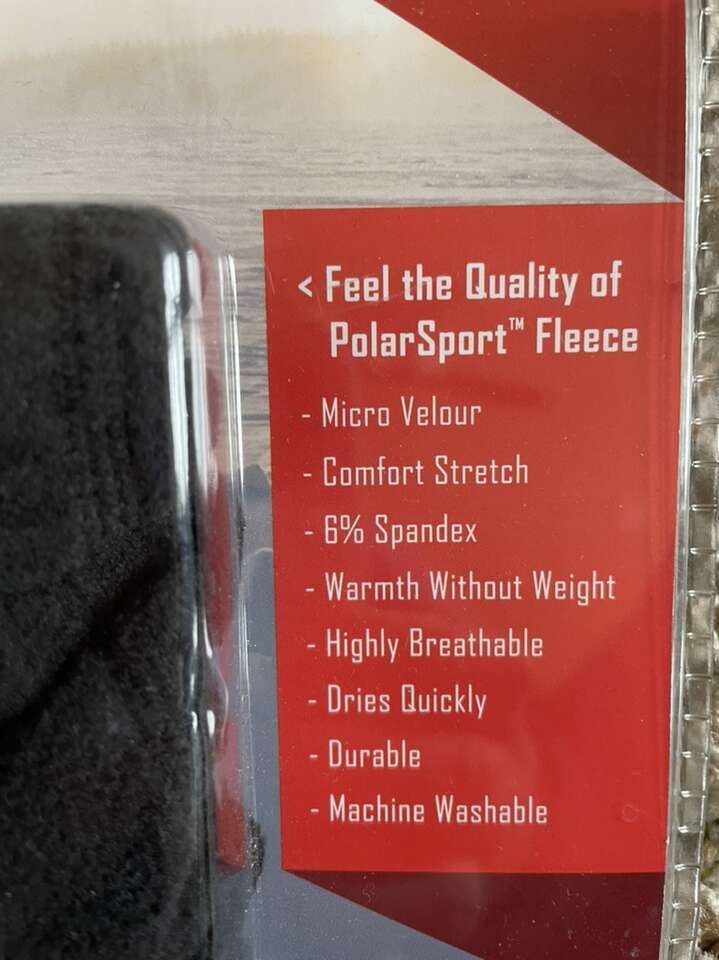 < Feel the Quality of
PolarSport™ Fleece
- Micro Velour
- Comfort Stretch
- 6% Spandex
- Warmth Without Weight
- Highly Breathable
- Dries Quickly
- Durable
- Machine Washable